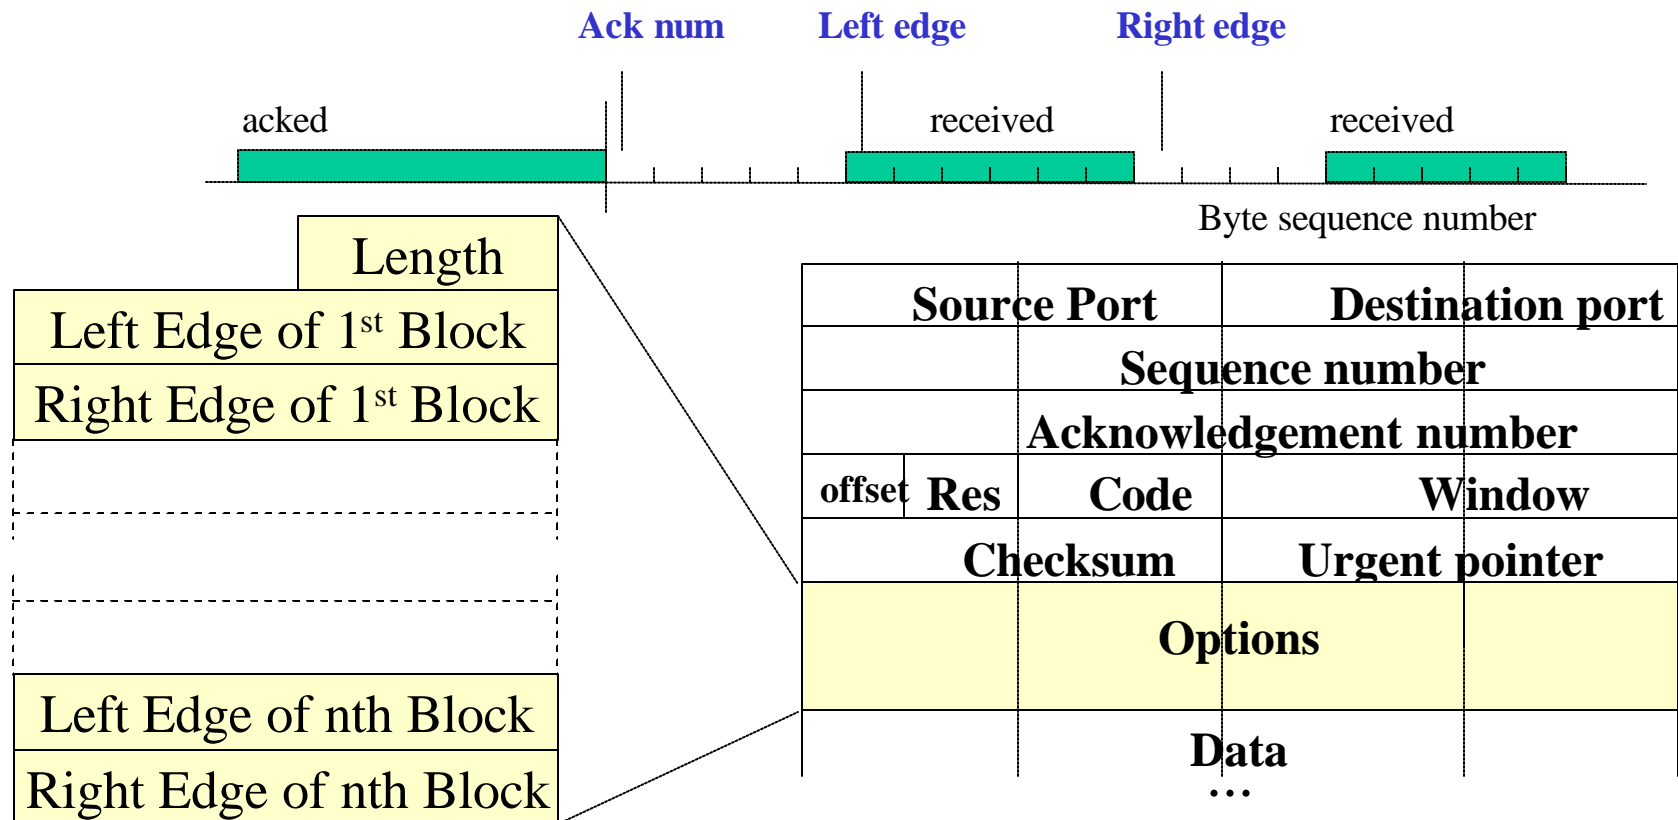 Ack num Left edge Right edge
acked received received
Byte sequence number
Length
Left Edge of 1st Block
Right Edge of 1st Block
Left Edge of nth Block
Right Edge of nth Block
Source Port Destination port
Sequence number
Acknowledgement number
offset Res Code Window
Checksum Urgent pointer
Options
Data
...